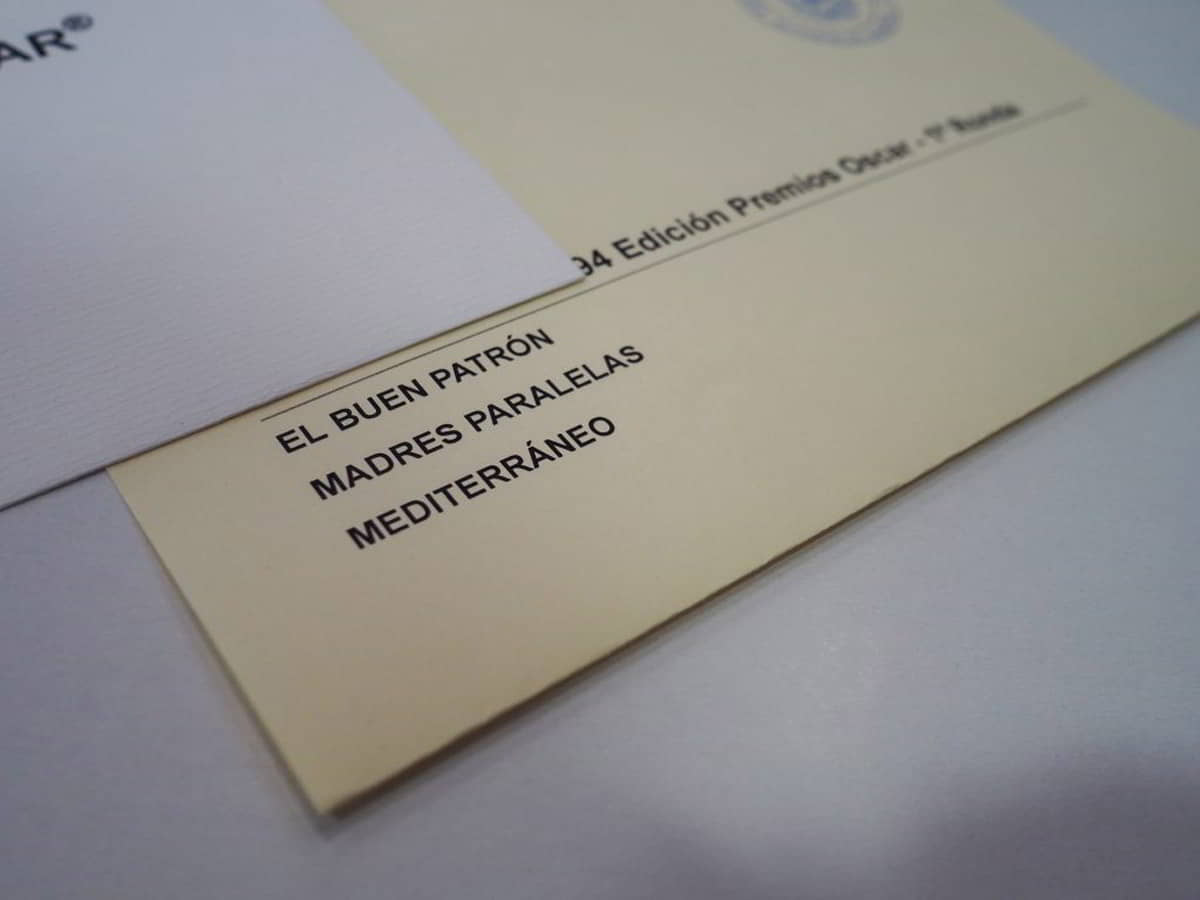 AR®
94 Edición Premios Oscar - 1ª Ronda
EL BUEN PATRÓN
MADRES PARALELAS
MEDITERRÁNEO